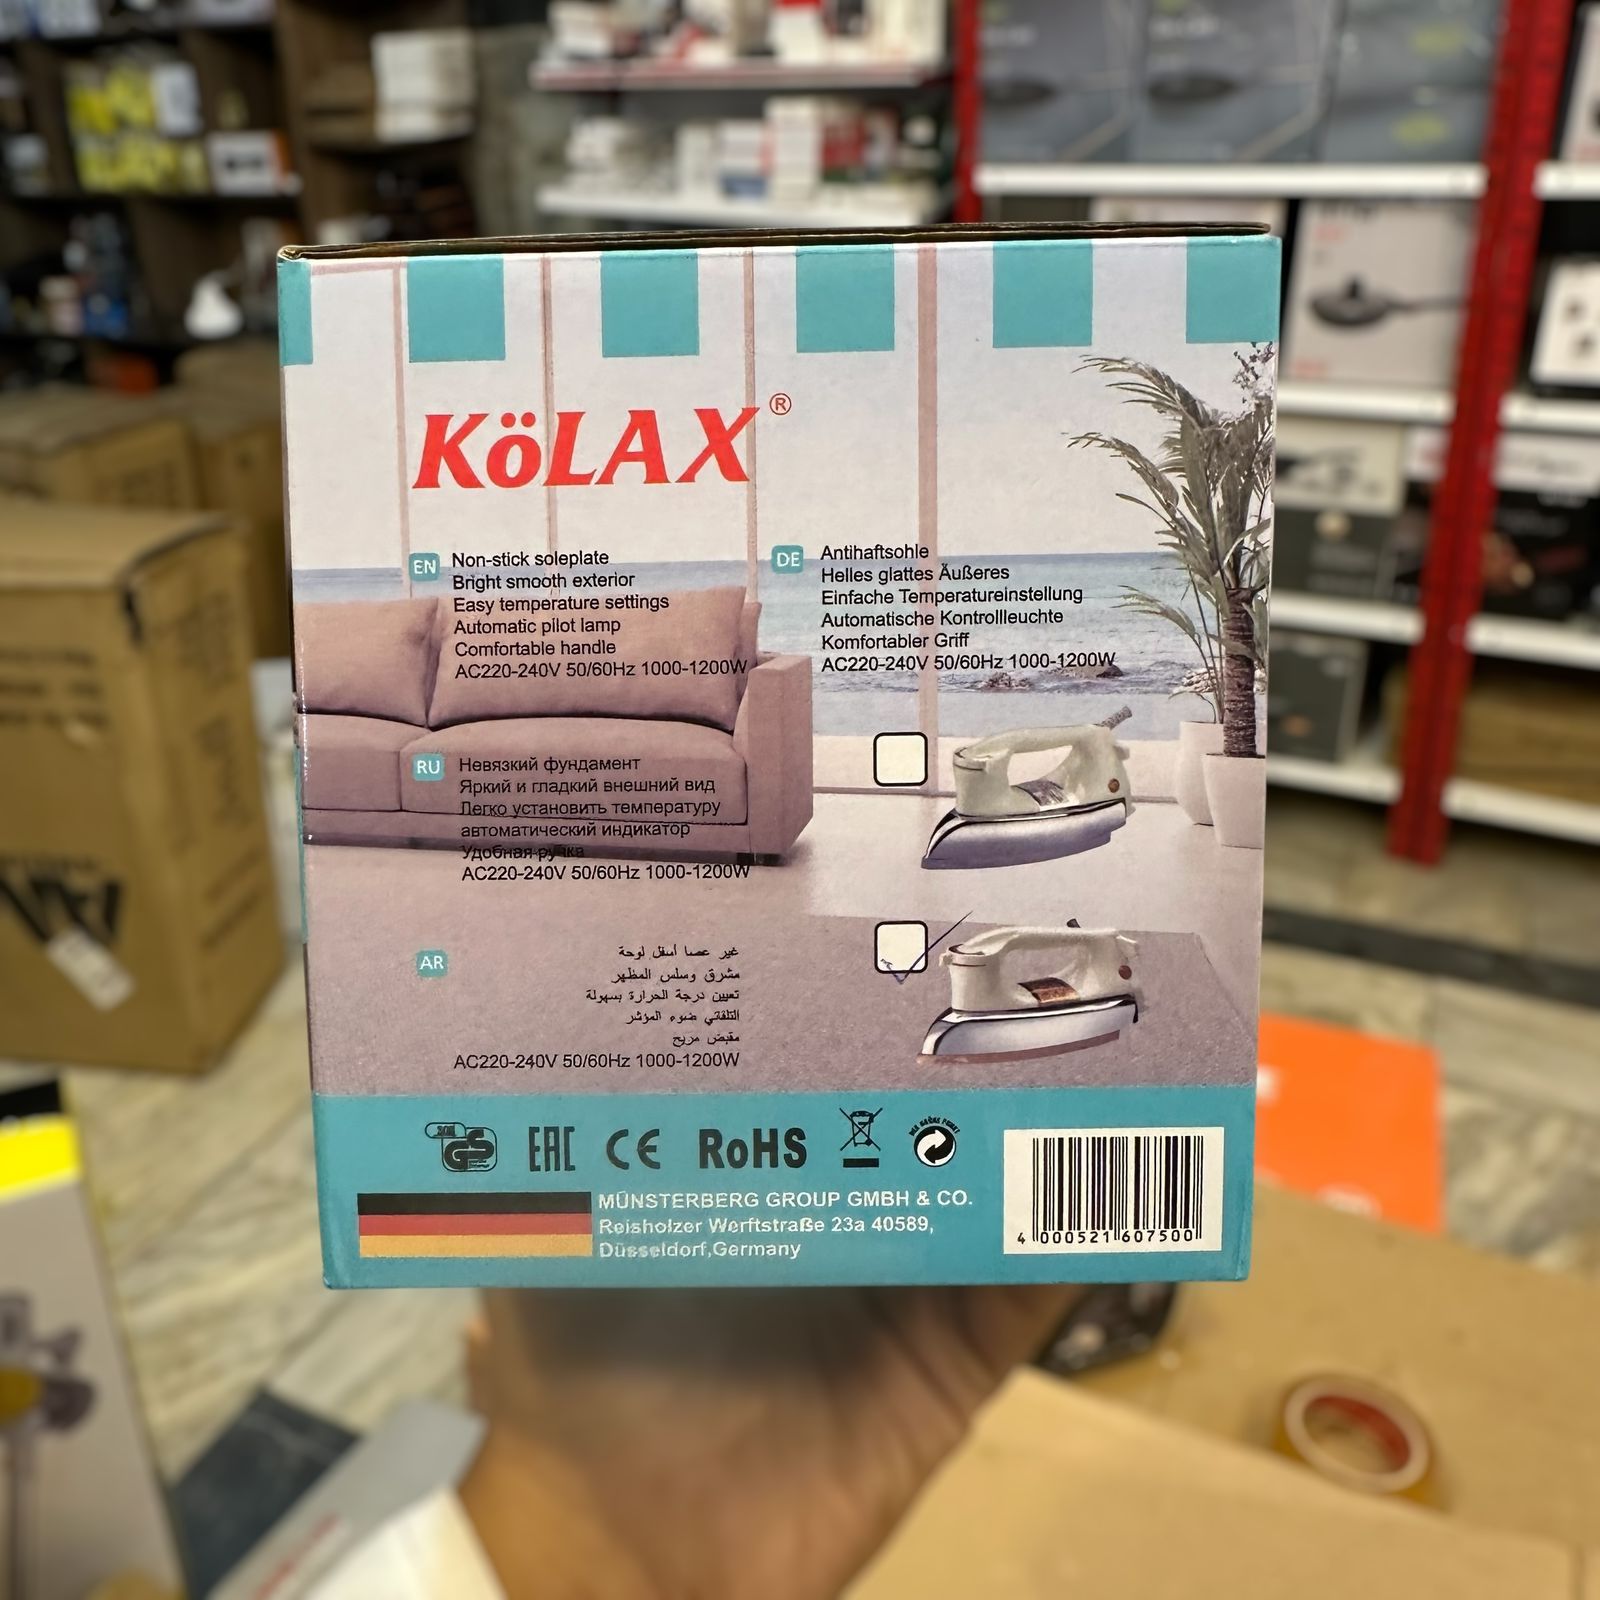 KöLAX®
EN
Non-stick soleplate
Bright smooth exterior
Easy temperature settings
Automatic pilot lamp
Comfortable handle
AC220-240V 50/60Hz 1000-1200W
DE
Antihaftsohle
Helles glattes Äußeres
Einfache Temperatureinstellung
Automatische Kontrollleuchte
Komfortabler Griff
AC220-240V 50/60Hz 1000-1200W
RU
Невязкий фундамент
Яркий и гладкий внешний вид
Легко установить температуру
автоматический индикатор
Удобная ручка
AC220-240V 50/60Hz 1000-1200W
AR
غير عصا أسفل لوحة
مشرق وسلس المظهر
تعيين درجة الحرارة بسهولة
التلقائي ضوء المؤشر
مقبض مريح
AC220-240V 50/60Hz 1000-1200W
GS EAC CE RoHS
DER GRÜNE PUNKT
MÜNSTERBERG GROUP GMBH & CO.
Reisholzer Werftstraße 23a 40589,
Düsseldorf,Germany
4 000521 607500